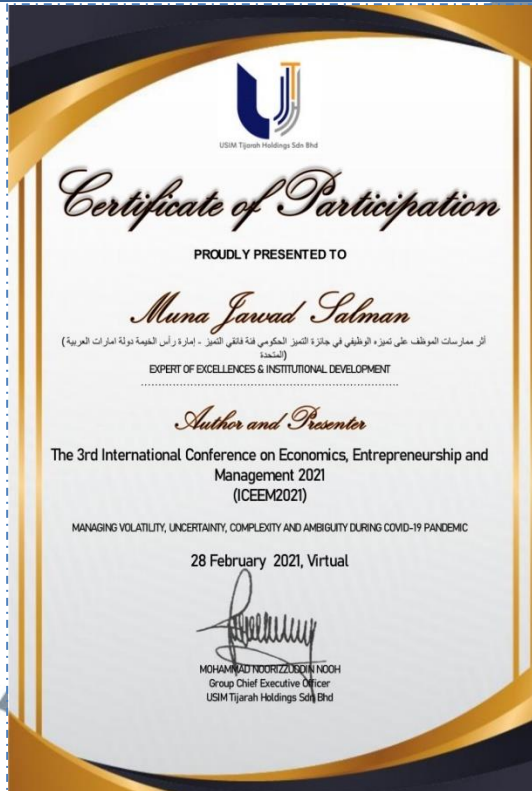 USIM Tijarah Holdings Sdn Bhd
Certificate of Participation
PROUDLY PRESENTED TO
Muna Jawad Salman
أثر ممارسات الموظف على تميزه الوظيفي في جائزة التميز الحكومي فئة فائقي التميز - إمارة رأس الخيمة دولة امارات العربية )
(المتحدة
EXPERT OF EXCELLENCES & INSTITUTIONAL DEVELOPMENT
Author and Presenter
The 3rd International Conference on Economics, Entrepreneurship and
Management 2021
(ICEEM2021)
MANAGING VOLATILITY, UNCERTAINTY, COMPLEXITY AND AMBIGUITY DURING COVID-19 PANDEMIC
28 February 2021, Virtual
MOHAMMAD NOORIZZUDDIN NOOH
Group Chief Executive Officer
USIM Tijarah Holdings Sdn Bhd